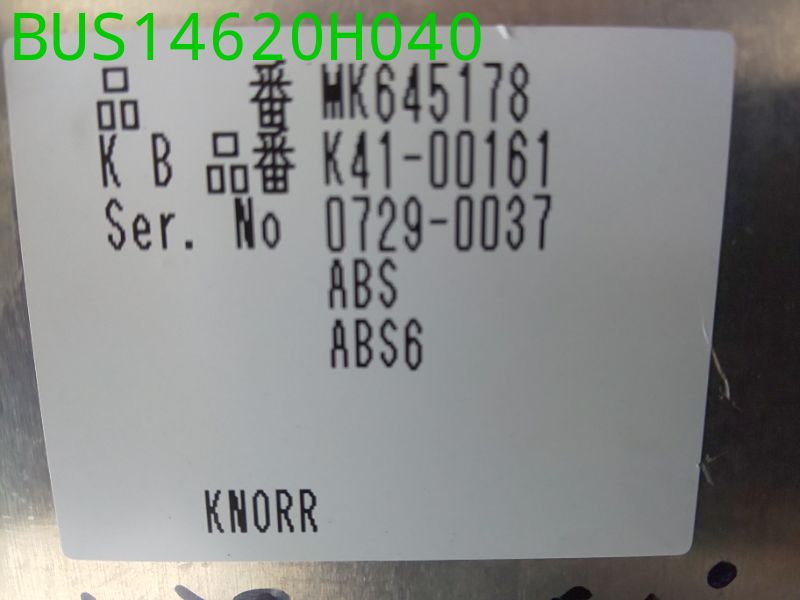 BUS14620H040
品 番 MK645178
K B 品番 K41-00161
Ser. No 0729-0037
ABS
ABS6
KNORR